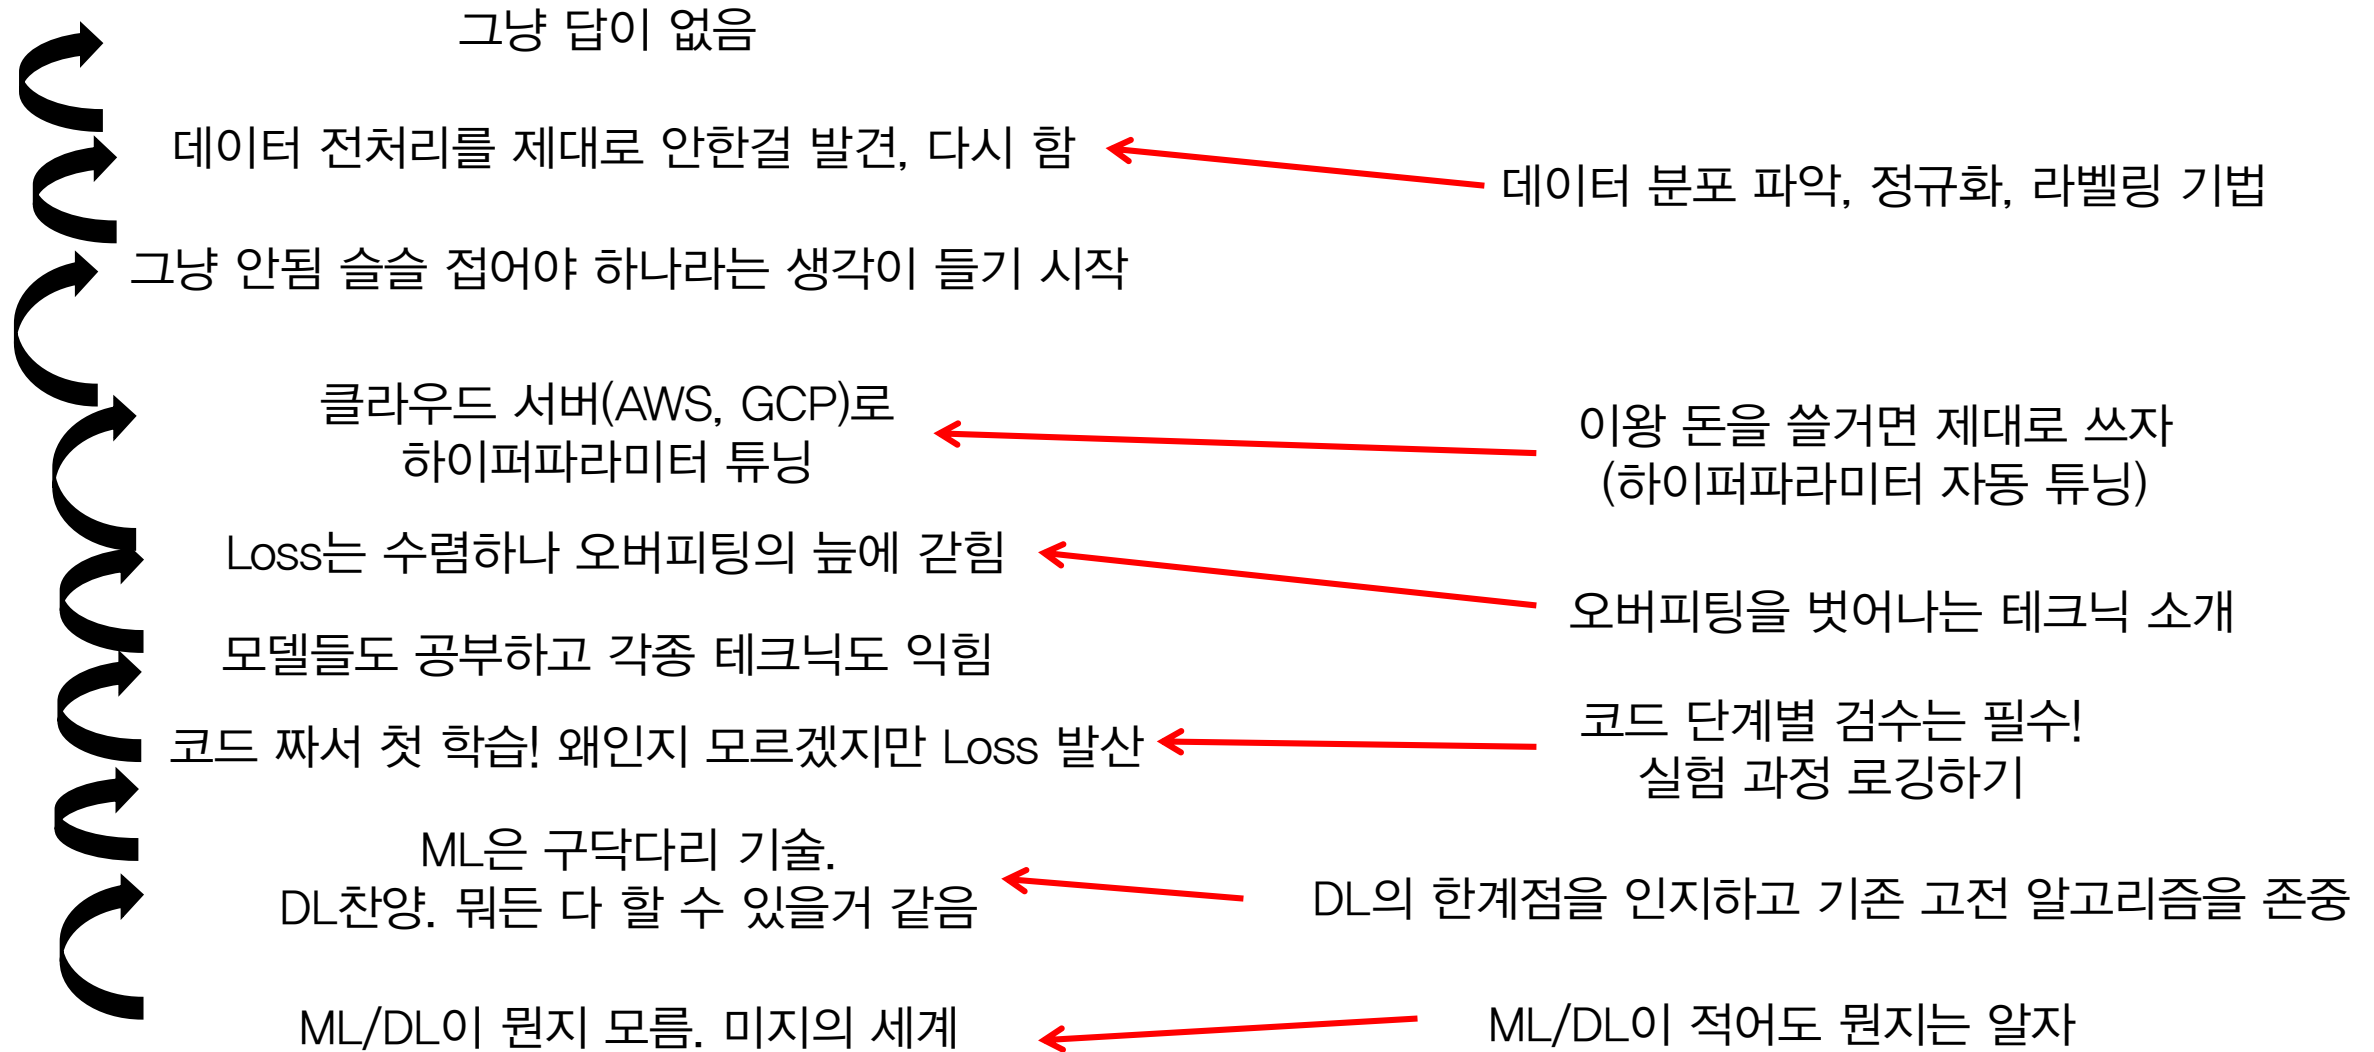 그냥 답이 없음
데이터 전처리를 제대로 안한걸 발견, 다시 함
데이터 분포 파악, 정규화, 라벨링 기법
그냥 안됨 슬슬 접어야 하나라는 생각이 들기 시작
클라우드 서버(AWS, GCP)로
하이퍼파라미터 튜닝
이왕 돈을 쓸거면 제대로 쓰자
(하이퍼파라미터 자동 튜닝)
Loss는 수렴하나 오버피팅의 늪에 갇힘
오버피팅을 벗어나는 테크닉 소개
모델들도 공부하고 각종 테크닉도 익힘
코드 짜서 첫 학습! 왜인지 모르겠지만 Loss 발산
코드 단계별 검수는 필수!
실험 과정 로깅하기
ML은 구닥다리 기술.
DL찬양. 뭐든 다 할 수 있을거 같음
DL의 한계점을 인지하고 기존 고전 알고리즘을 존중
ML/DL이 뭔지 모름. 미지의 세계
ML/DL이 적어도 뭔지는 알자